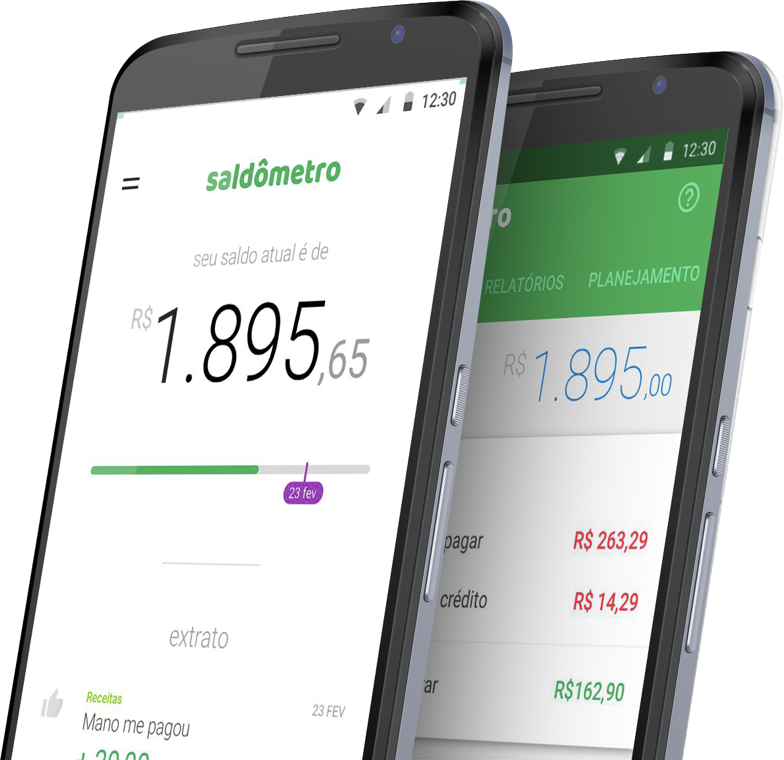 12:30
saldômetro
seu saldo atual é de
R$ 1.895,65
23 fev
extrato
Receitas
Mano me pagou
23 FEV
12:30
ro
?
RELATÓRIOS PLANEJAMENTO
R$ 1.895,00
pagar R$ 263,29
crédito R$ 14,29
ar R$162,90